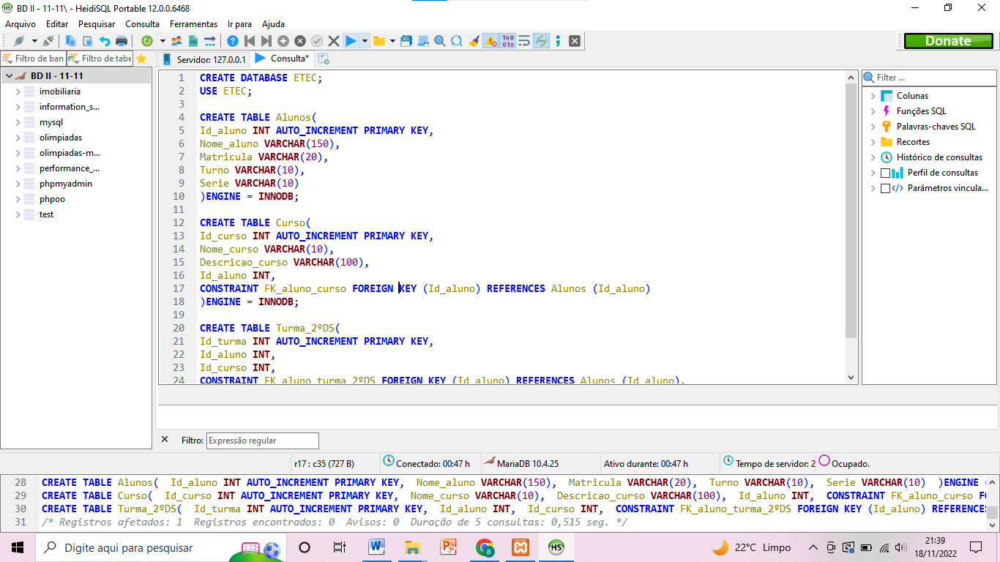 BD II - 11-11\ - HeidiSQL Portable 12.0.0.6468
Arquivo Editar Pesquisar Consulta Ferramentas Ir para Ajuda
Donate
Filtro de ban Filtro de tabe Servidor: 127.0.0.1 Consulta*
BD II - 11-11
imobiliaria
information_s...
mysql
olimpiadas
olimpiadas-m...
performance_...
phpmyadmin
phpoo
test
1 CREATE DATABASE ETEC;
2 USE ETEC;
3
4 CREATE TABLE Alunos(
5 Id_aluno INT AUTO_INCREMENT PRIMARY KEY,
6 Nome_aluno VARCHAR(150),
7 Matricula VARCHAR(20),
8 Turno VARCHAR(10),
9 Serie VARCHAR(10)
10 )ENGINE = INNODB;
11
12 CREATE TABLE Curso(
13 Id_curso INT AUTO_INCREMENT PRIMARY KEY,
14 Nome_curso VARCHAR(10),
15 Descricao_curso VARCHAR(100),
16 Id_aluno INT,
17 CONSTRAINT FK_aluno_curso FOREIGN KEY (Id_aluno) REFERENCES Alunos (Id_aluno)
18 )ENGINE = INNODB;
19
20 CREATE TABLE Turma_2ºDS(
21 Id_turma INT AUTO_INCREMENT PRIMARY KEY,
22 Id_aluno INT,
23 Id_curso INT,
24 CONSTRAINT FK_aluno_turma_2ºDS FOREIGN KEY (Id_aluno) REFERENCES Alunos (Id_aluno),
Filter ...
Colunas
Funções SQL
Palavras-chaves SQL
Recortes
Histórico de consultas
Perfil de consultas
Parâmetros vincula...
Filtro: Expressão regular
r17 : c35 (727 B) Conectado: 00:47 h MariaDB 10.4.25 Ativo durante: 00:47 h Tempo de servidor: 2 Ocupado.
28 CREATE TABLE Alunos( Id_aluno INT AUTO_INCREMENT PRIMARY KEY, Nome_aluno VARCHAR(150), Matricula VARCHAR(20), Turno VARCHAR(10), Serie VARCHAR(10) )ENGINE =
29 CREATE TABLE Curso( Id_curso INT AUTO_INCREMENT PRIMARY KEY, Nome_curso VARCHAR(10), Descricao_curso VARCHAR(100), Id_aluno INT, CONSTRAINT FK_aluno_curso FO
30 CREATE TABLE Turma_2ºDS( Id_turma INT AUTO_INCREMENT PRIMARY KEY, Id_aluno INT, Id_curso INT, CONSTRAINT FK_aluno_turma_2ºDS FOREIGN KEY (Id_aluno) REFERENCES
31 /* Registros afetados: 1 Registros encontrados: 0 Avisos: 0 Duração de 5 consultas: 0,515 seg. */
Digite aqui para pesquisar
22°C Limpo
21:39
18/11/2022